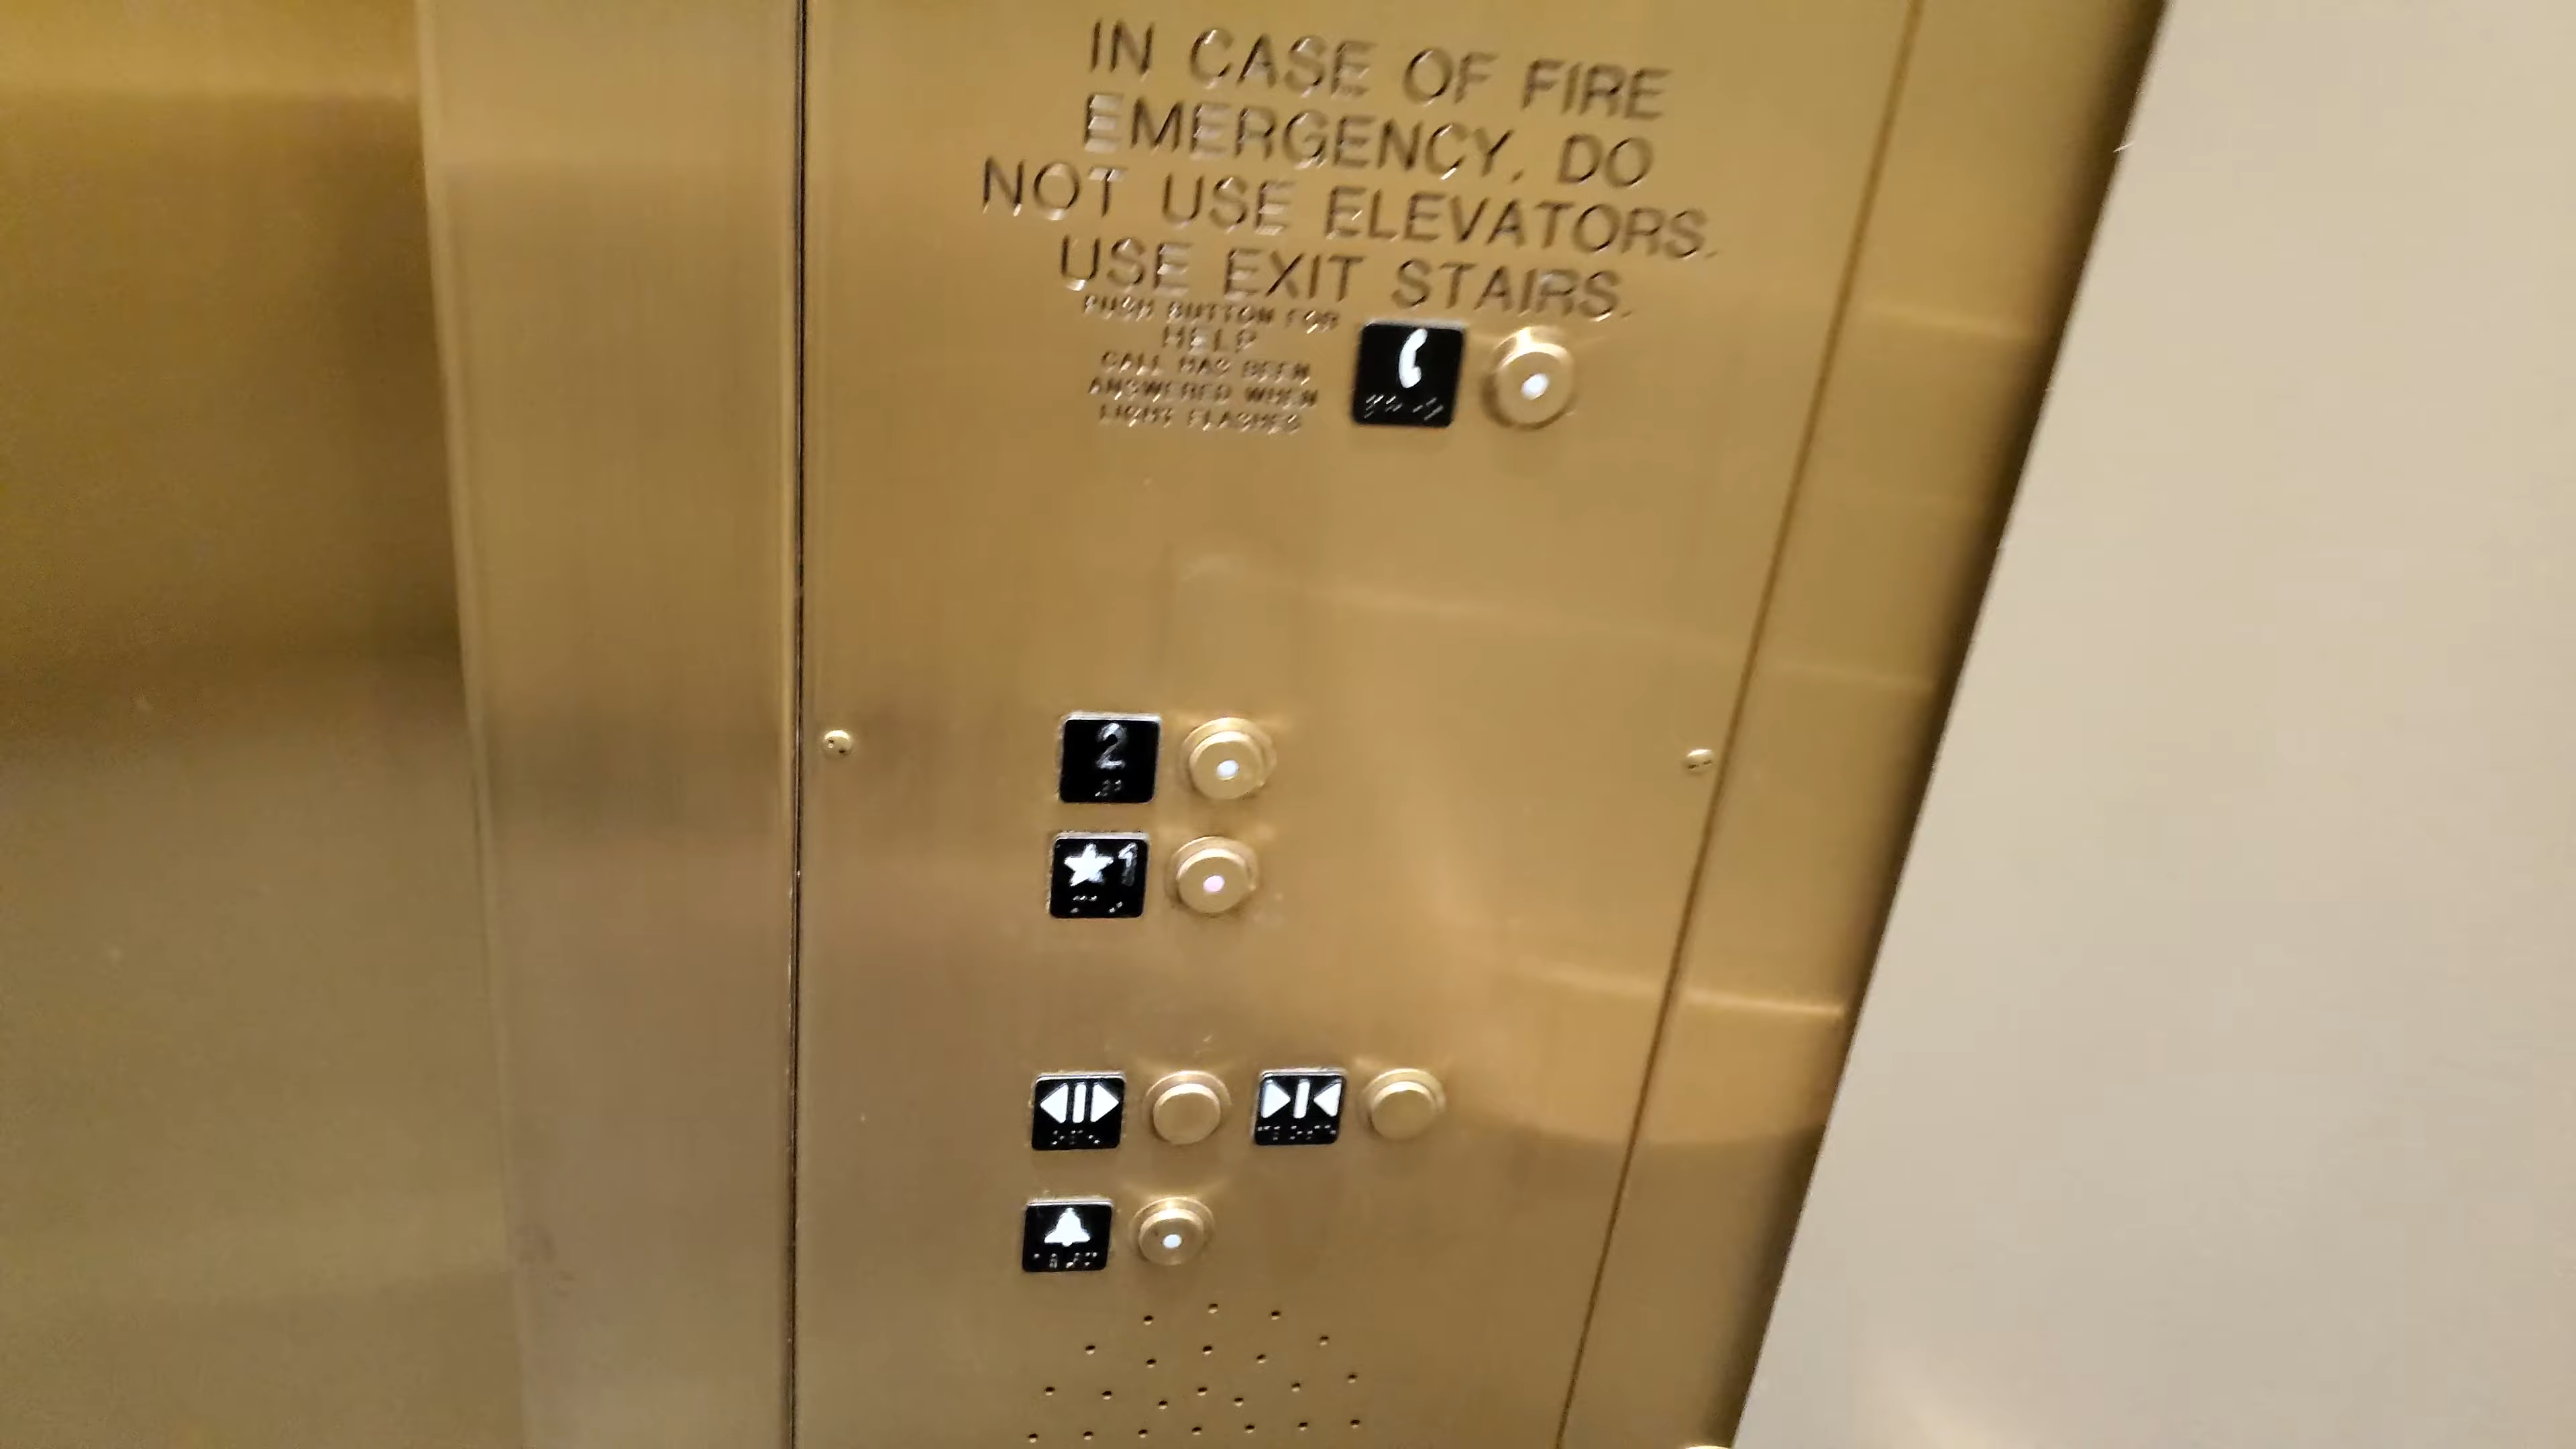 IN CASE OF FIRE
EMERGENCY, DO
NOT USE ELEVATORS.
USE EXIT STAIRS.
PUSH BUTTON FOR
HELP
CALL HAS BEEN
ANSWERED WHEN
LIGHT FLASHES
2
★1